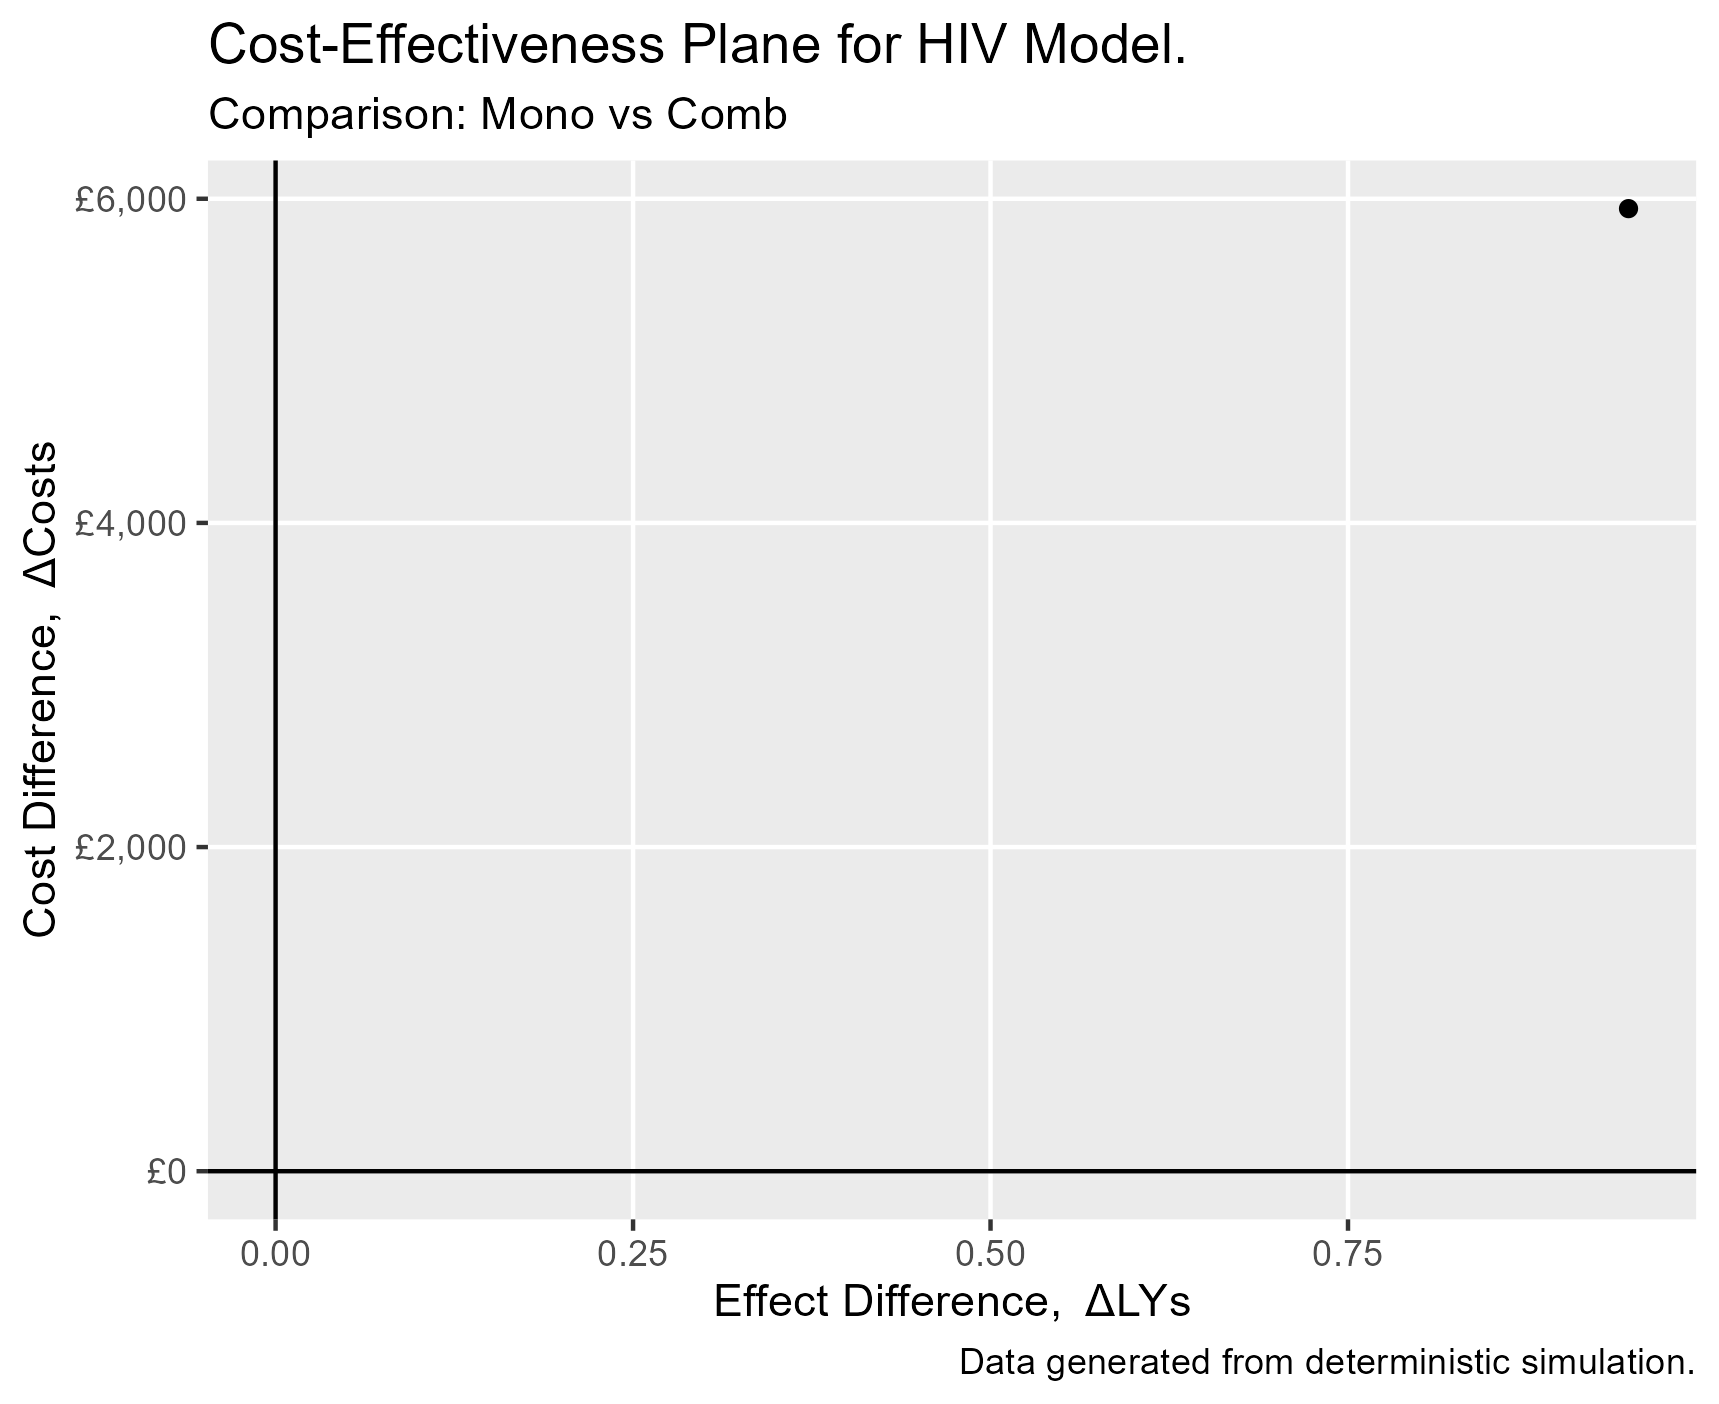 Cost-Effectiveness Plane for HIV Model.
Comparison: Mono vs Comb
Cost Difference, ΔCosts
£6,000
£4,000
£2,000
£0
0.00 0.25 0.50 0.75
Effect Difference, ΔLYs
Data generated from deterministic simulation.